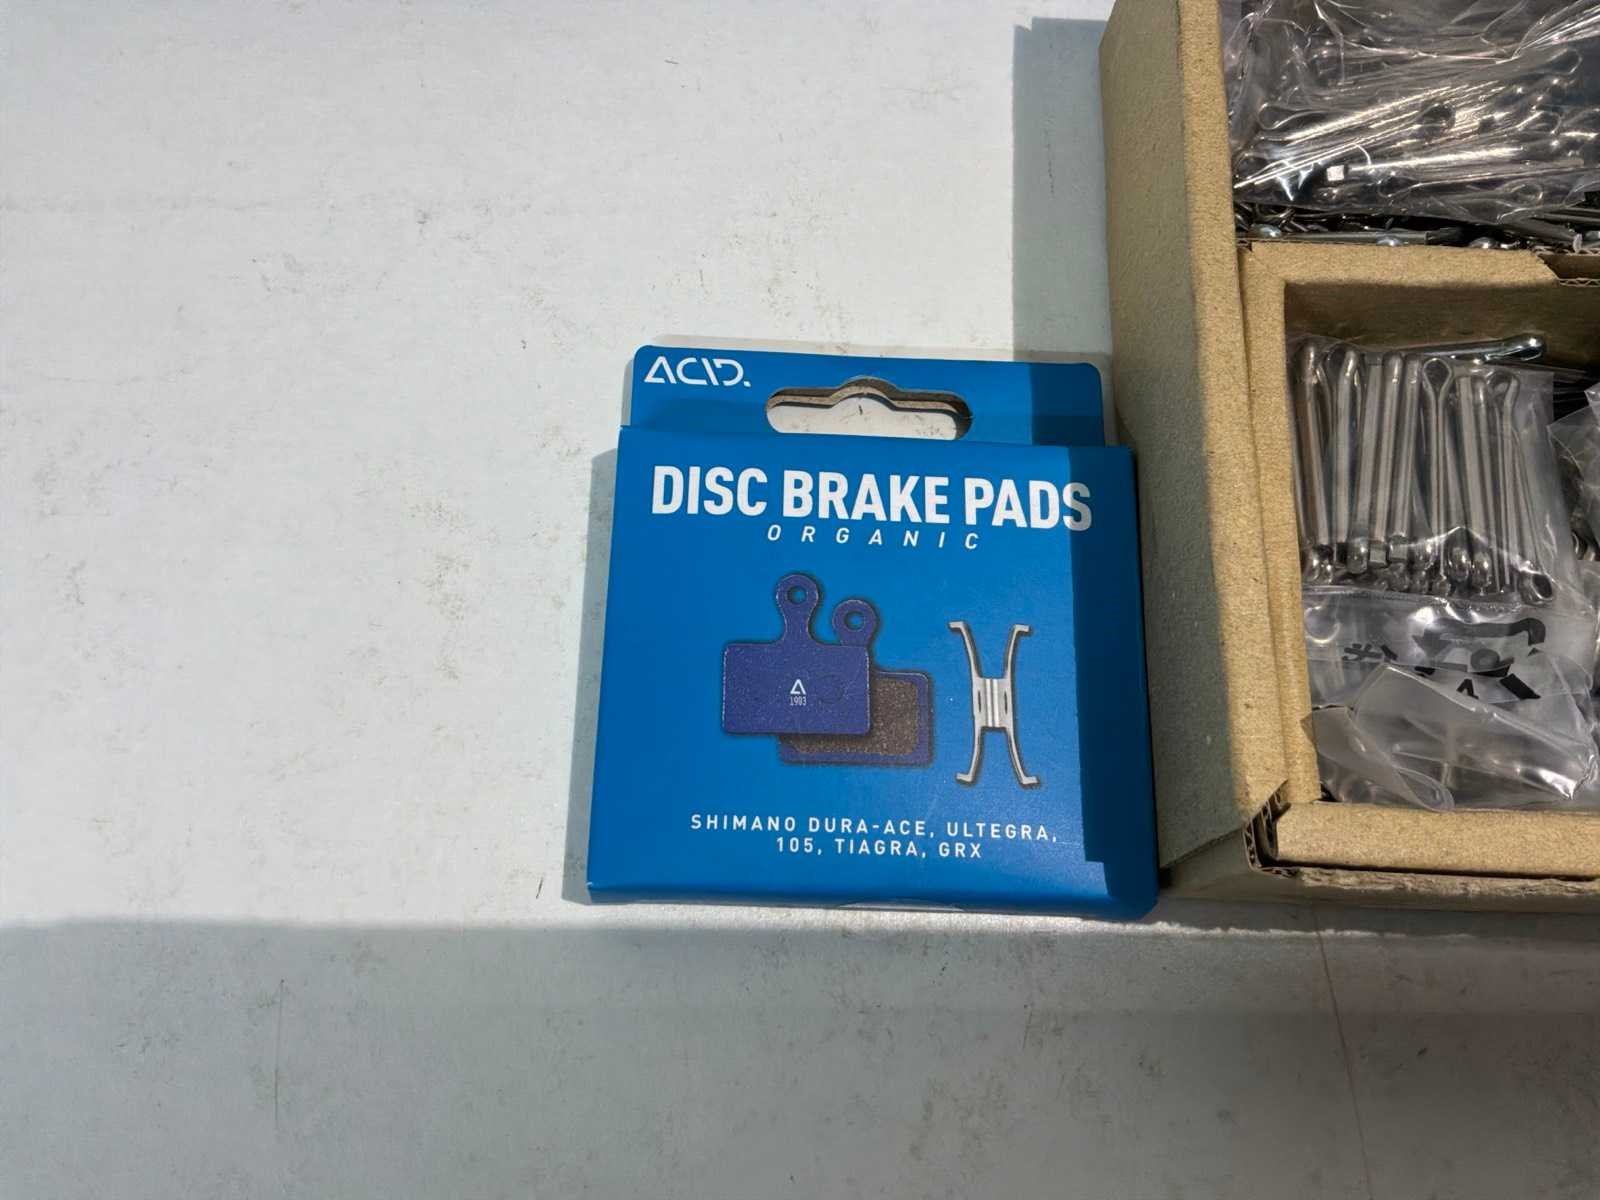 ACID.
DISC BRAKE PADS
ORGANIC
1903
SHIMANO DURA-ACE, ULTEGRA,
105, TIAGRA, GRX